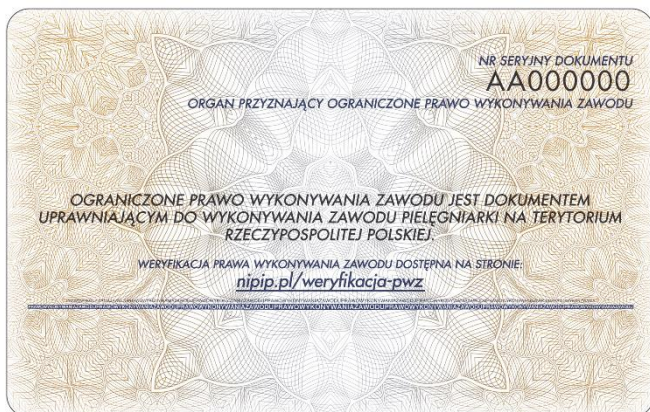 NR SERYJNY DOKUMENTU
AA000000
ORGAN PRZYZNAJĄCY OGRANICZONE PRAWO WYKONYWANIA ZAWODU
OGRANICZONE PRAWO WYKONYWANIA ZAWODU JEST DOKUMENTEM
UPRAWNIAJĄCYM DO WYKONYWANIA ZAWODU PIELĘGNIARKI NA TERYTORIUM
RZECZYPOSPOLITEJ POLSKIEJ.
WERYFIKACJA PRAWA WYKONYWANIA ZAWODU DOSTĘPNA NA STRONIE:
nipip.pl/weryfikacja-pwz